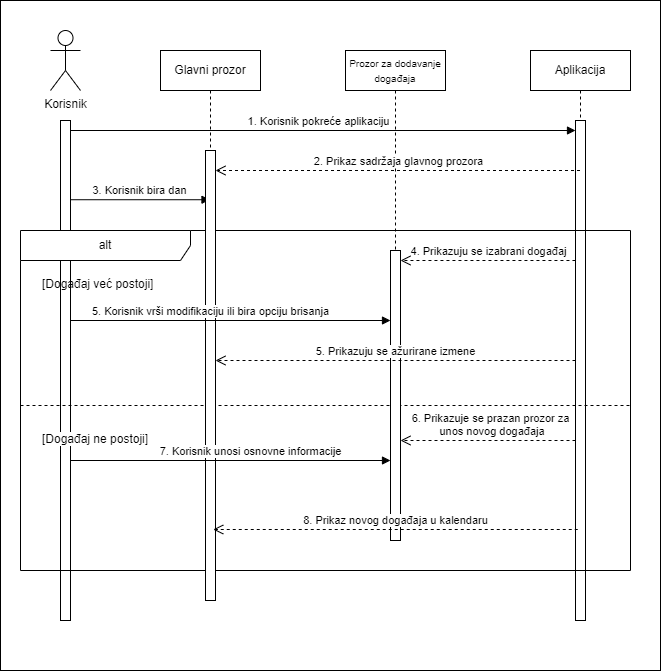 Korisnik
Glavni prozor
Prozor za dodavanje
događaja
Aplikacija
1. Korisnik pokreće aplikaciju
2. Prikaz sadržaja glavnog prozora
3. Korisnik bira dan
alt
4. Prikazuju se izabrani događaj
[Događaj već postoji]
5. Korisnik vrši modifikaciju ili bira opciju brisanja
5. Prikazuju se ažurirane izmene
6. Prikazuje se prazan prozor za
unos novog događaja
[Događaj ne postoji]
7. Korisnik unosi osnovne informacije
8. Prikaz novog događaja u kalendaru